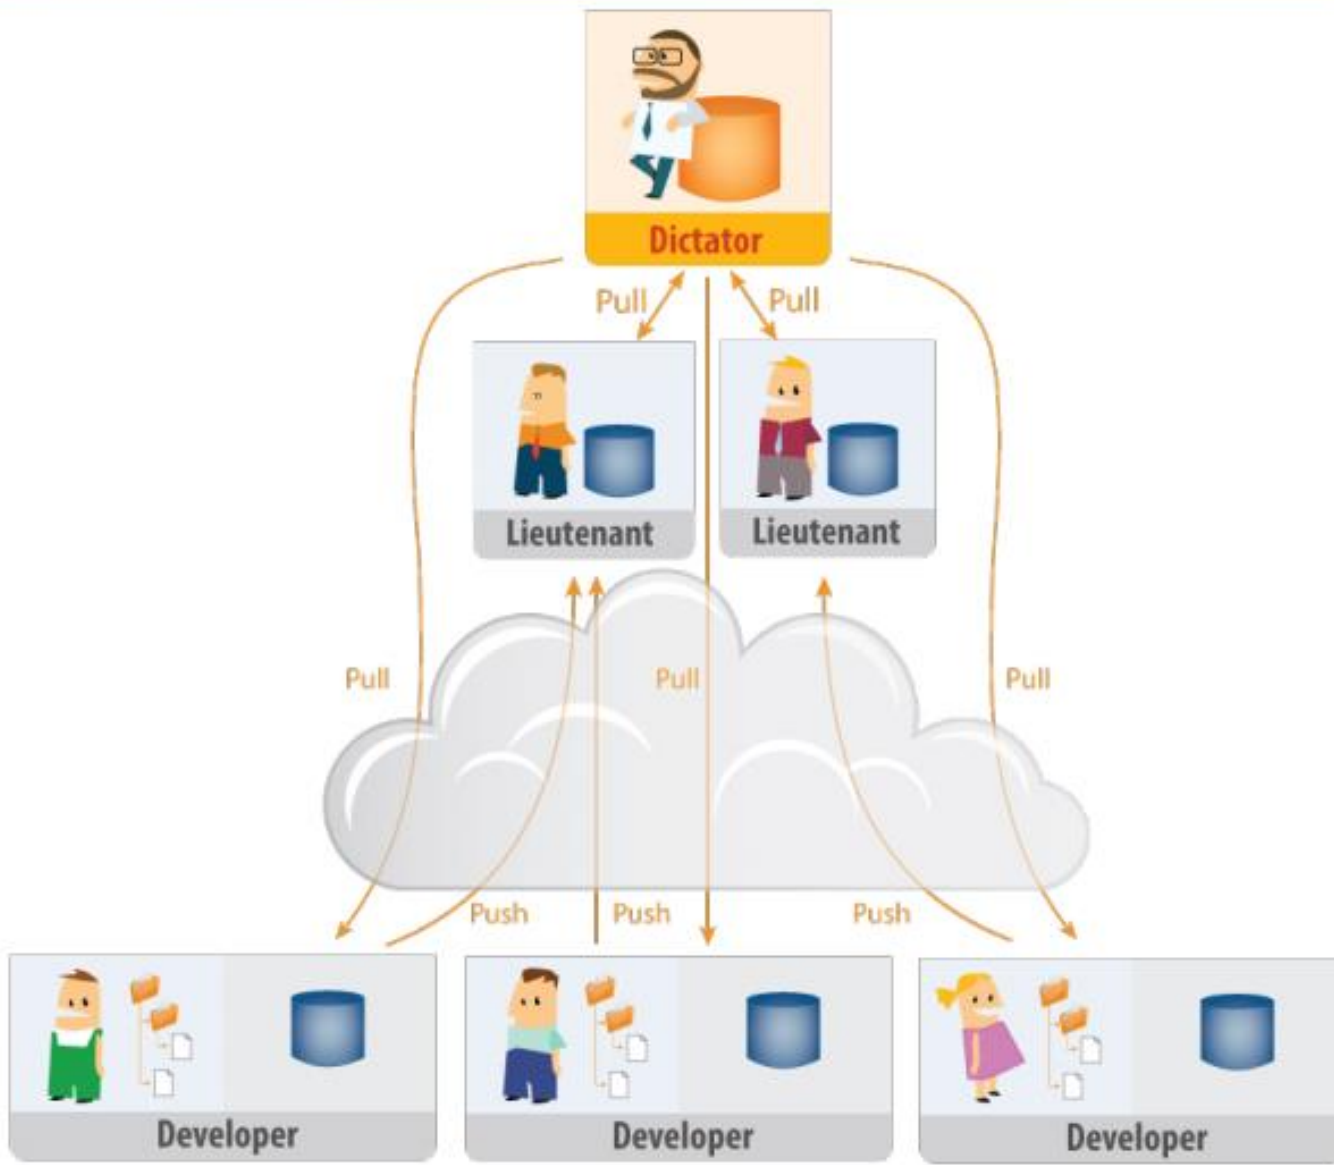 Dictator
Pull
Pull
Lieutenant
Lieutenant
Pull
Pull
Pull
Push
Push
Push
Developer
Developer
Developer